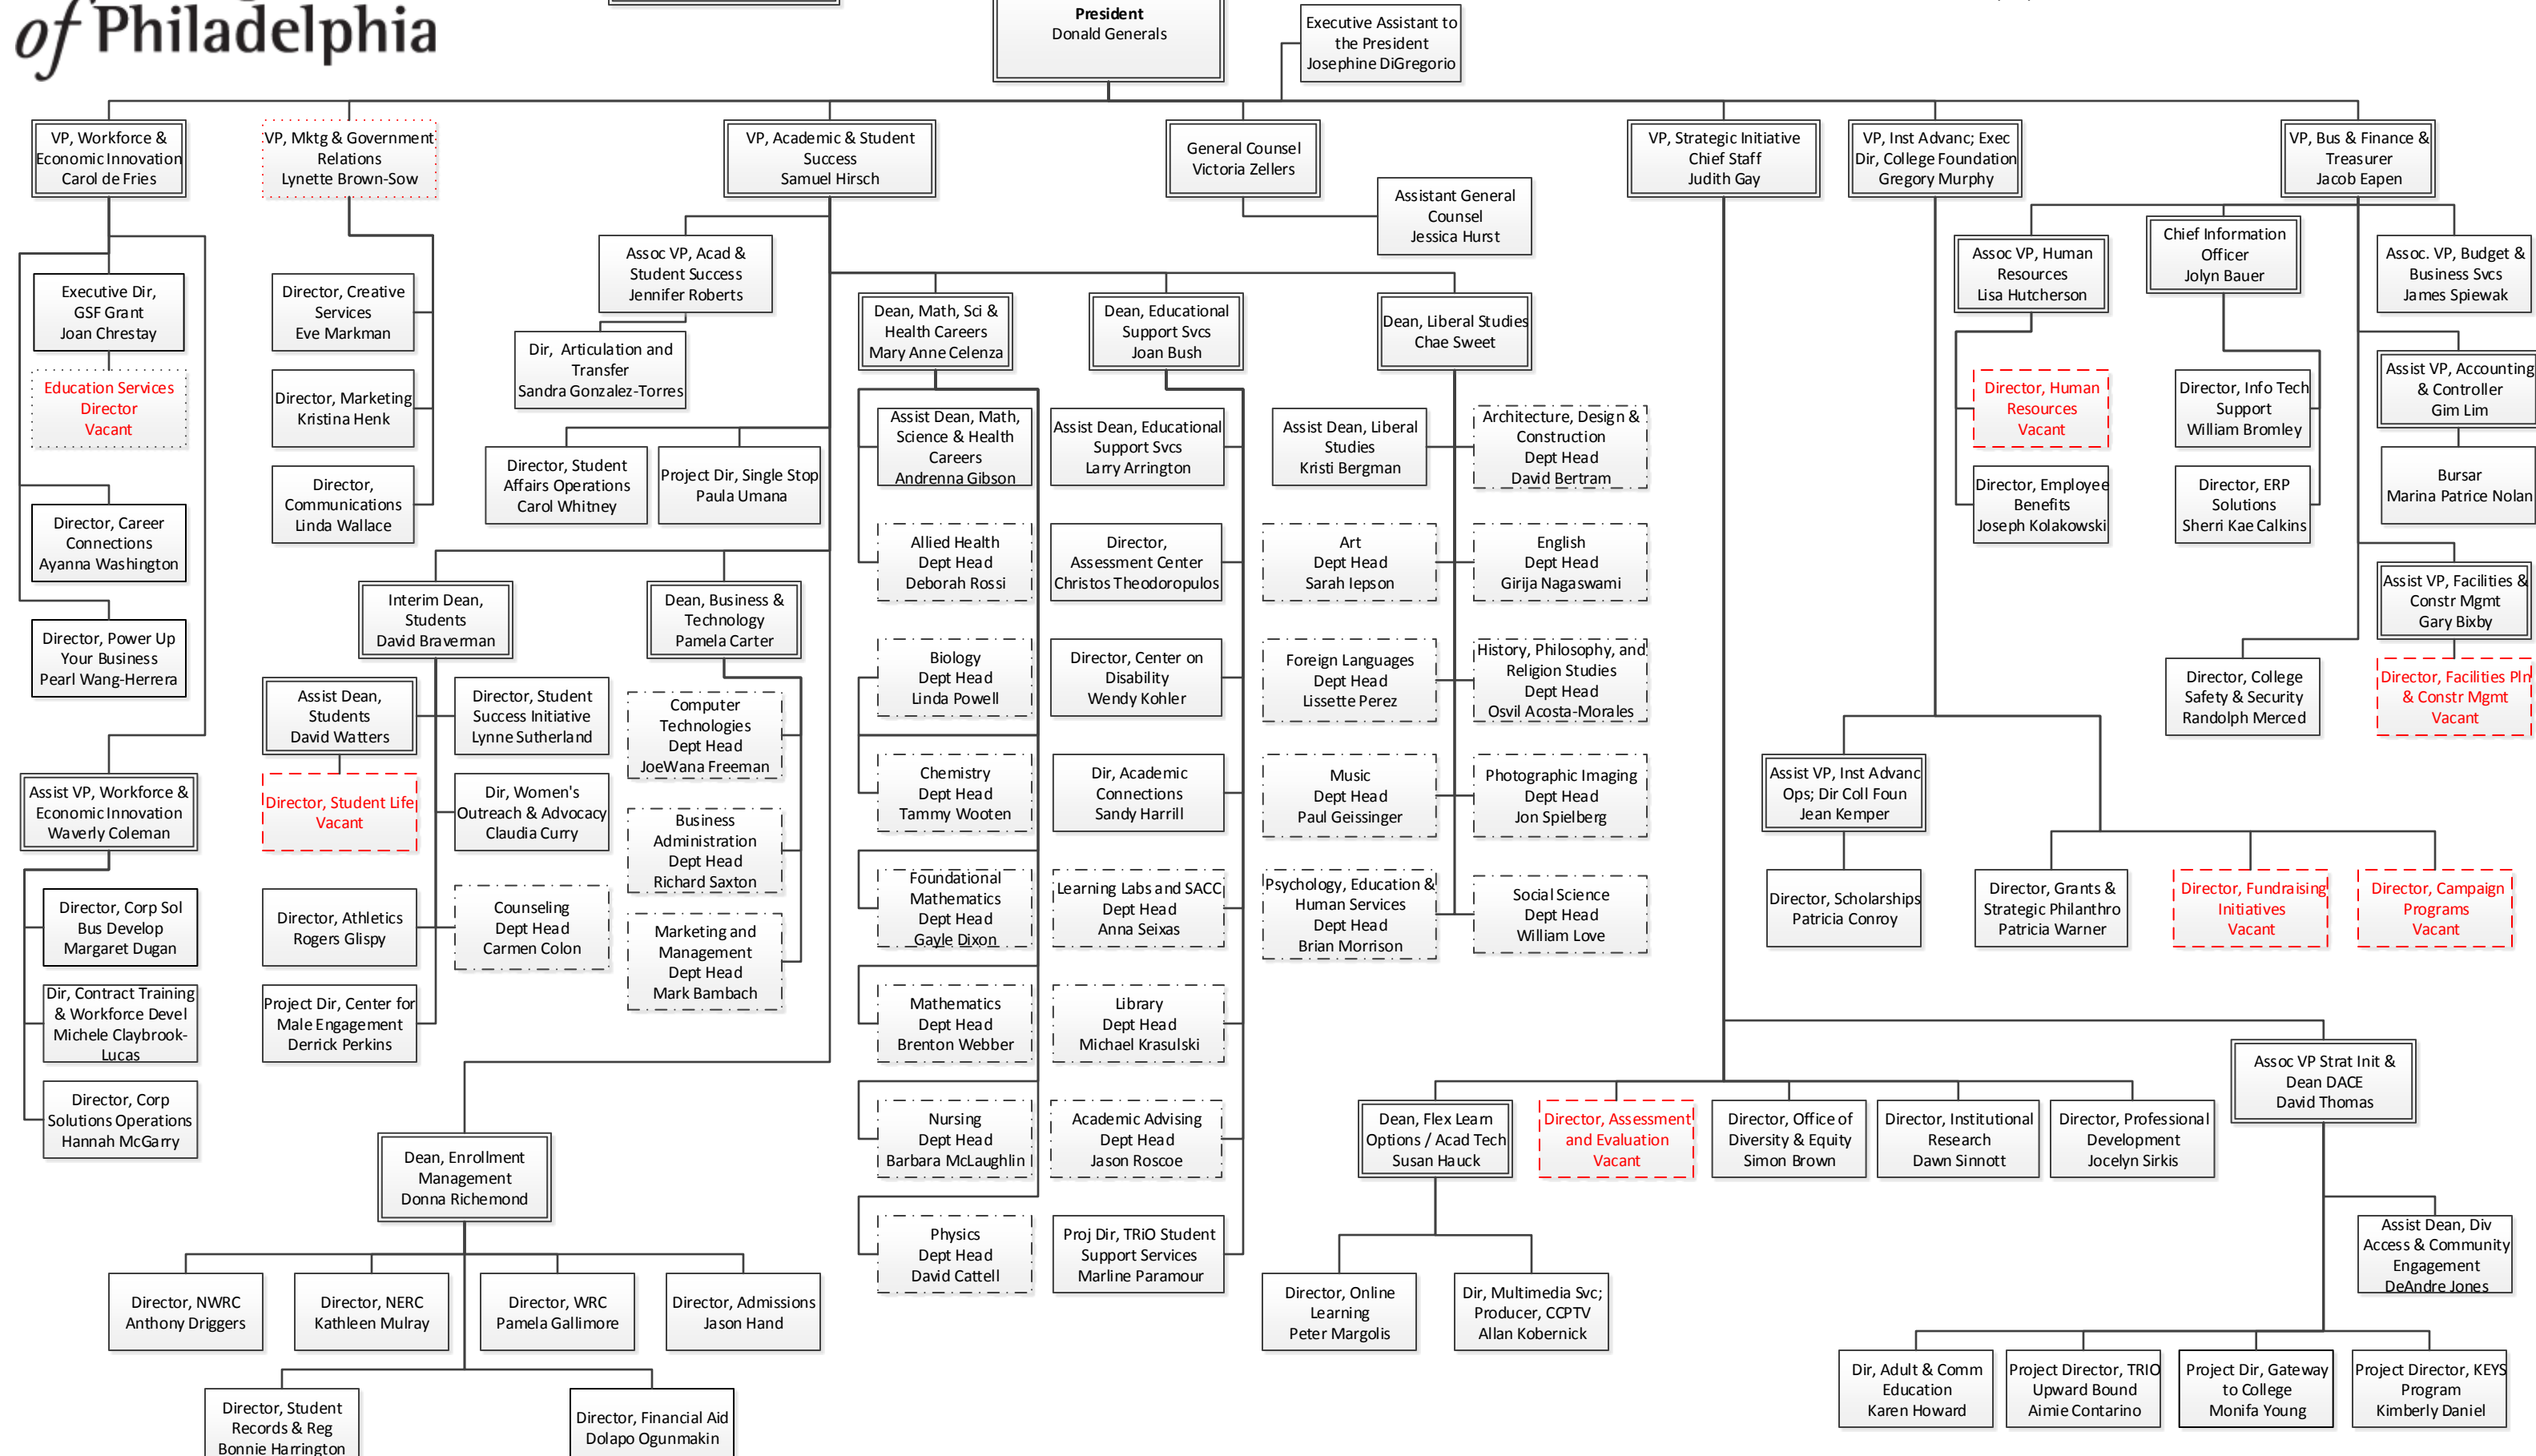 of Philadelphia
President
Donald Generals
Executive Assistant to
the President
Josephine DiGregorio
VP, Workforce &
Economic Innovation
Carol de Fries
VP, Mktg & Government
Relations
Lynette Brown-Sow
VP, Academic & Student
Success
Samuel Hirsch
General Counsel
Victoria Zellers
VP, Strategic Initiative
Chief Staff
Judith Gay
VP, Inst Advanc; Exec
Dir, College Foundation
Gregory Murphy
VP, Bus & Finance &
Treasurer
Jacob Eapen
Assistant General
Counsel
Jessica Hurst
Executive Dir,
GSF Grant
Joan Chrestay
Education Services
Director
Vacant
Director, Career
Connections
Ayanna Washington
Director, Power Up
Your Business
Pearl Wang-Herrera
Assist VP, Workforce &
Economic Innovation
Waverly Coleman
Director, Corp Sol
Bus Develop
Margaret Dugan
Dir, Contract Training
& Workforce Devel
Michele Claybrook-
Lucas
Director, Corp
Solutions Operations
Hannah McGarry
Director, Creative
Services
Eve Markman
Director, Marketing
Kristina Henk
Director,
Communications
Linda Wallace
Assoc VP, Acad &
Student Success
Jennifer Roberts
Dir, Articulation and
Transfer
Sandra Gonzalez-Torres
Director, Student
Affairs Operations
Carol Whitney
Project Dir, Single Stop
Paula Umana
Interim Dean,
Students
David Braverman
Dean, Business &
Technology
Pamela Carter
Assist Dean,
Students
David Watters
Director, Student
Success Initiative
Lynne Sutherland
Director, Student Life
Vacant
Dir, Women's
Outreach & Advocacy
Claudia Curry
Director, Athletics
Rogers Glispy
Counseling
Dept Head
Carmen Colon
Project Dir, Center for
Male Engagement
Derrick Perkins
Computer
Technologies
Dept Head
JoeWana Freeman
Business
Administration
Dept Head
Richard Saxton
Marketing and
Management
Dept Head
Mark Bambach
Dean, Enrollment
Management
Donna Richemond
Director, NWRC
Anthony Driggers
Director, NERC
Kathleen Mulray
Director, WRC
Pamela Gallimore
Director, Admissions
Jason Hand
Director, Student
Records & Reg
Bonnie Harrington
Director, Financial Aid
Dolapo Ogunmakin
Dean, Math, Sci &
Health Careers
Mary Anne Celenza
Assist Dean, Math,
Science & Health
Careers
Andrenna Gibson
Allied Health
Dept Head
Deborah Rossi
Biology
Dept Head
Linda Powell
Chemistry
Dept Head
Tammy Wooten
Foundational
Mathematics
Dept Head
Gayle Dixon
Mathematics
Dept Head
Brenton Webber
Nursing
Dept Head
Barbara McLaughlin
Physics
Dept Head
David Cattell
Dean, Educational
Support Svcs
Joan Bush
Assist Dean, Educational
Support Svcs
Larry Arrington
Director,
Assessment Center
Christos Theodoropulos
Director, Center on
Disability
Wendy Kohler
Dir, Academic
Connections
Sandy Harrill
Learning Labs and SACC
Dept Head
Anna Seixas
Library
Dept Head
Michael Krasulski
Academic Advising
Dept Head
Jason Roscoe
Proj Dir, TRiO Student
Support Services
Marline Paramour
Dean, Liberal Studies
Chae Sweet
Assist Dean, Liberal
Studies
Kristi Bergman
Architecture, Design &
Construction
Dept Head
David Bertram
Art
Dept Head
Sarah Iepson
English
Dept Head
Girija Nagaswami
Foreign Languages
Dept Head
Lissette Perez
History, Philosophy, and
Religion Studies
Dept Head
Osvil Acosta-Morales
Music
Dept Head
Paul Geissinger
Photographic Imaging
Dept Head
Jon Spielberg
Psychology, Education &
Human Services
Dept Head
Brian Morrison
Social Science
Dept Head
William Love
Dean, Flex Learn
Options / Acad Tech
Susan Hauck
Director, Assessment
and Evaluation
Vacant
Director, Office of
Diversity & Equity
Simon Brown
Director, Institutional
Research
Dawn Sinnott
Director, Professional
Development
Jocelyn Sirkis
Director, Online
Learning
Peter Margolis
Dir, Multimedia Svc;
Producer, CCPTV
Allan Kobernick
Assoc VP Strat Init &
Dean DACE
David Thomas
Assist Dean, Div
Access & Community
Engagement
DeAndre Jones
Dir, Adult & Comm
Education
Karen Howard
Project Director, TRIO
Upward Bound
Aimie Contarino
Project Dir, Gateway
to College
Monifa Young
Project Director, KEYS
Program
Kimberly Daniel
Assist VP, Inst Advanc
Ops; Dir Coll Foun
Jean Kemper
Director, Scholarships
Patricia Conroy
Director, Grants &
Strategic Philanthro
Patricia Warner
Director, Fundraising
Initiatives
Vacant
Director, Campaign
Programs
Vacant
Assoc VP, Human
Resources
Lisa Hutcherson
Director, Human
Resources
Vacant
Director, Employee
Benefits
Joseph Kolakowski
Chief Information
Officer
Jolyn Bauer
Director, Info Tech
Support
William Bromley
Director, ERP
Solutions
Sherri Kae Calkins
Assoc. VP, Budget &
Business Svcs
James Spiewak
Assist VP, Accounting
& Controller
Gim Lim
Bursar
Marina Patrice Nolan
Assist VP, Facilities &
Constr Mgmt
Gary Bixby
Director, College
Safety & Security
Randolph Merced
Director, Facilities Pln
& Constr Mgmt
Vacant